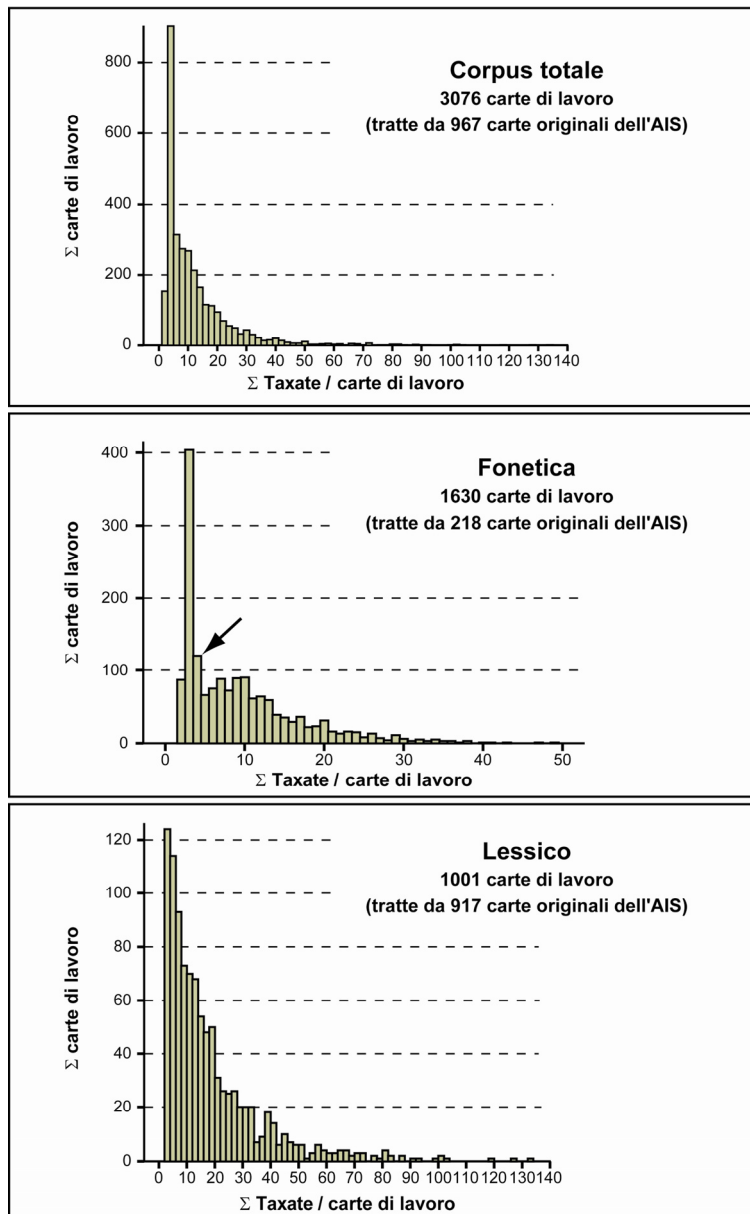 Corpus totale
3076 carte di lavoro
(tratte da 967 carte originali dell'AIS)
Σ carte di lavoro
800
600
400
200
0
0 10 20 30 40 50 60 70 80 90 100 110 120 130 140
Σ Taxate / carte di lavoro
Fonetica
1630 carte di lavoro
(tratte da 218 carte originali dell'AIS)
Σ carte di lavoro
400
300
200
100
0
0 10 20 30 40 50
Σ Taxate / carte di lavoro
Lessico
1001 carte di lavoro
(tratte da 917 carte originali dell'AIS)
Σ carte di lavoro
120
100
80
60
40
20
0
0 10 20 30 40 50 60 70 80 90 100 110 120 130 140
Σ Taxate / carte di lavoro